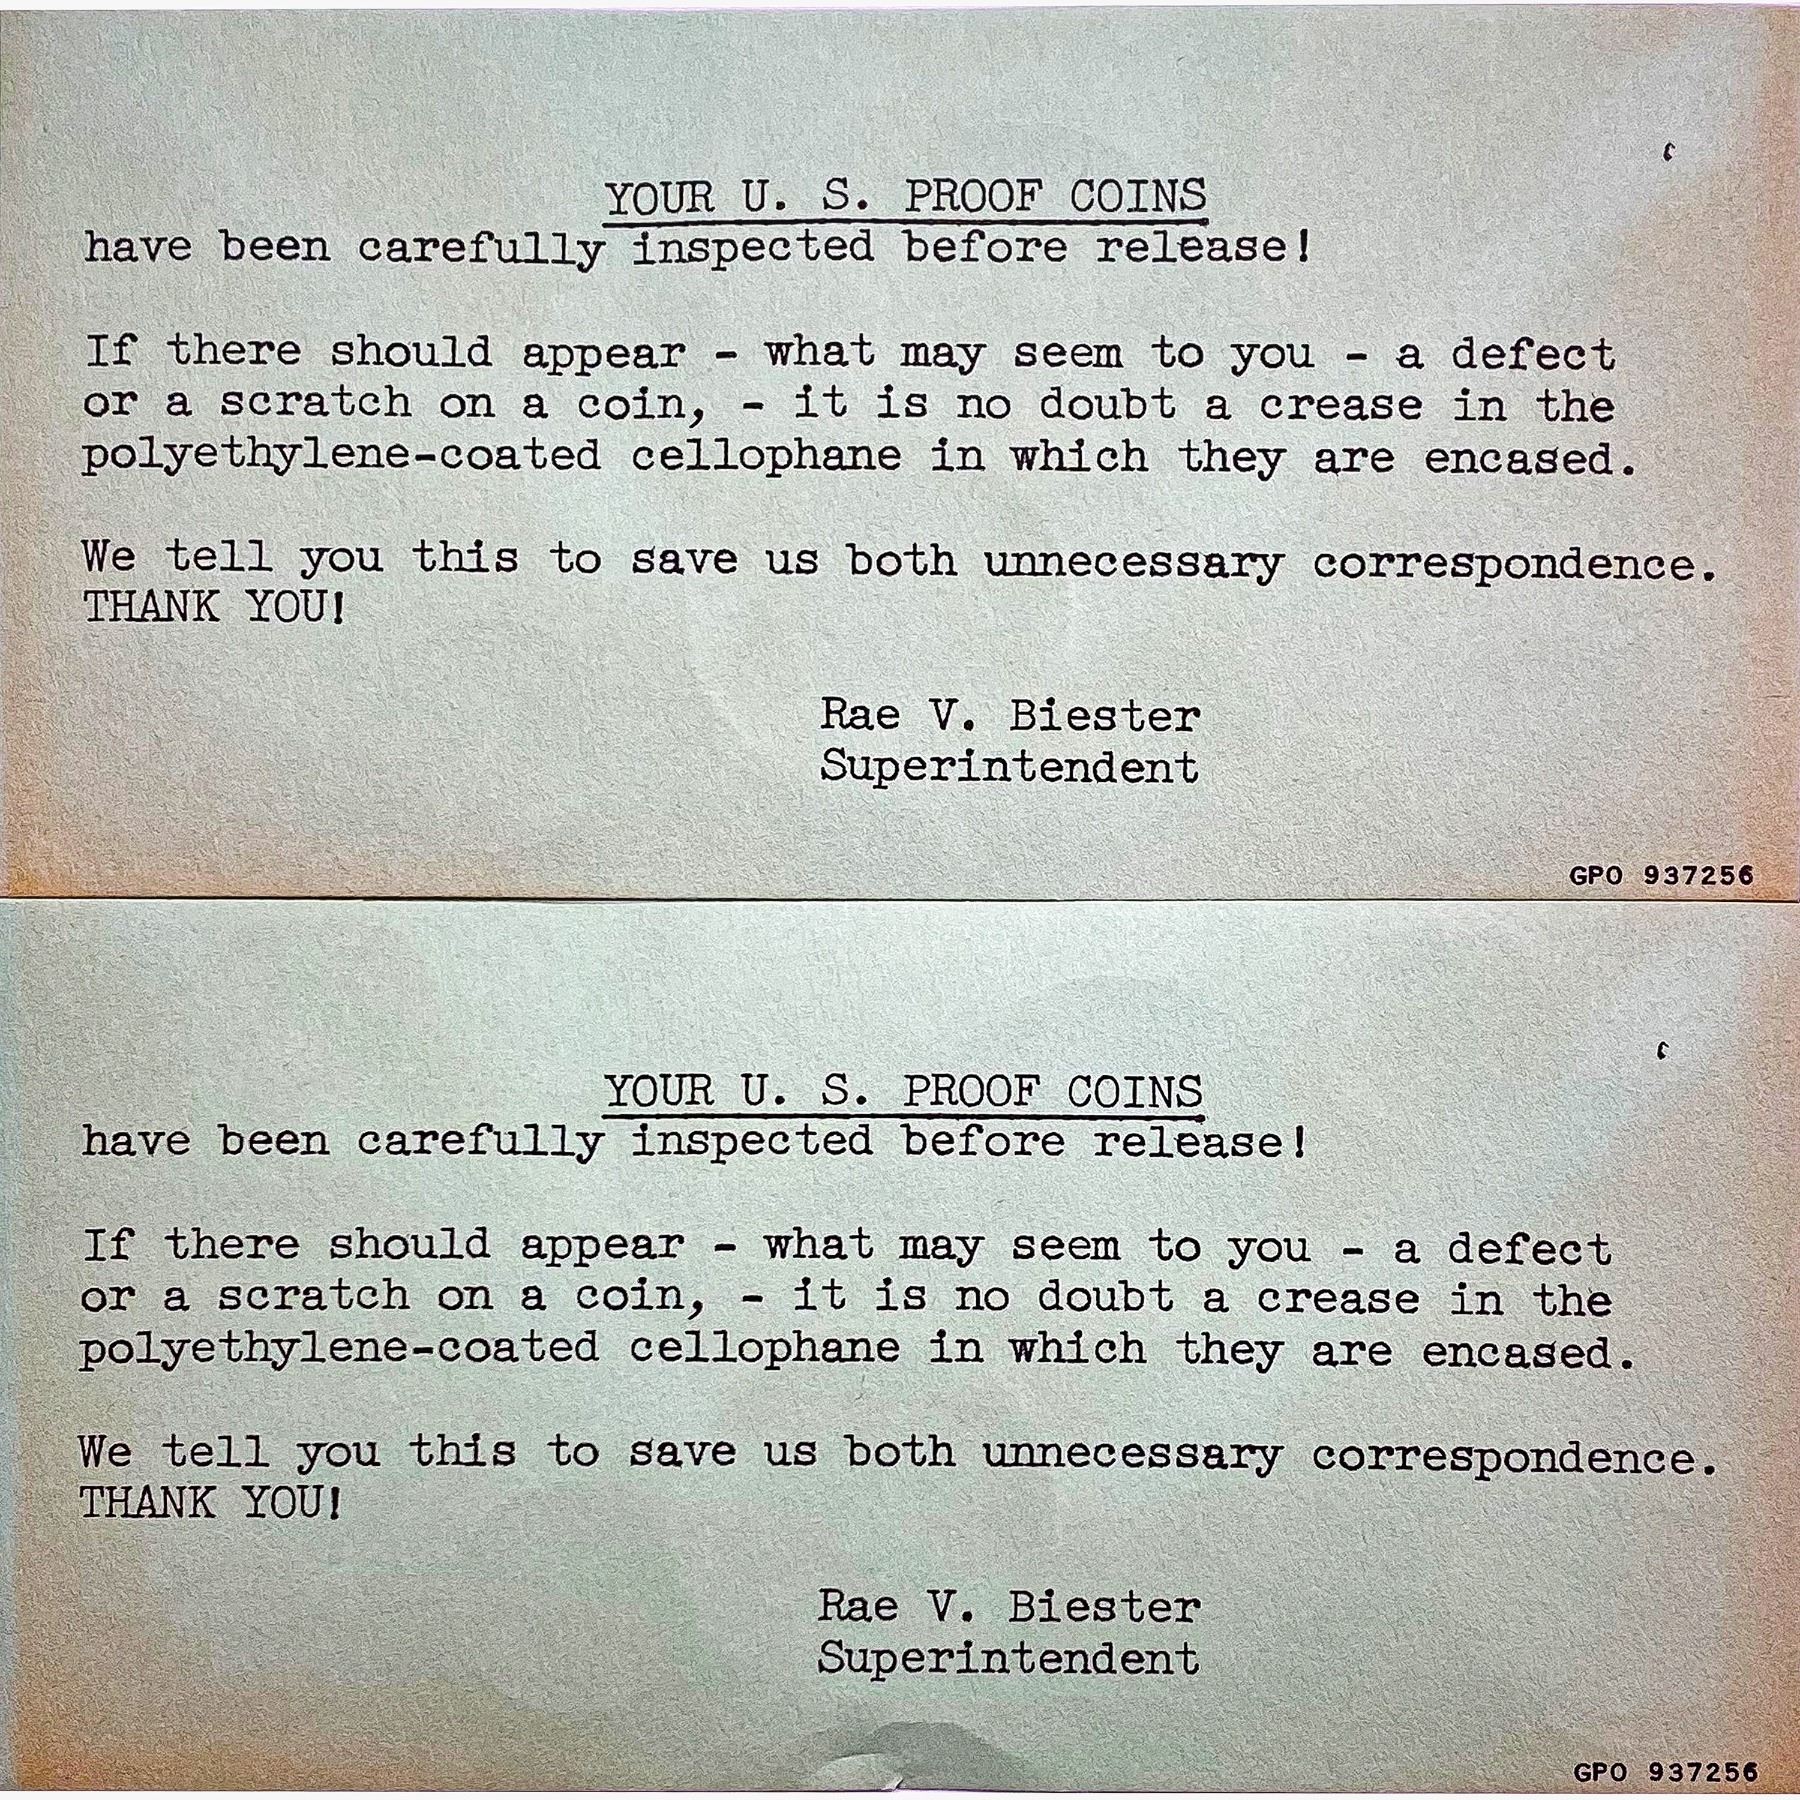 YOUR U. S. PROOF COINS
have been carefully inspected before release!
If there should appear - what may seem to you - a defect
or a scratch on a coin, - it is no doubt a crease in the
polyethylene-coated cellophane in which they are encased.
We tell you this to save us both unnecessary correspondence.
THANK YOU!
Rae V. Biester
Superintendent
GPO 937256
YOUR U. S. PROOF COINS
have been carefully inspected before release!
If there should appear - what may seem to you - a defect
or a scratch on a coin, - it is no doubt a crease in the
polyethylene-coated cellophane in which they are encased.
We tell you this to save us both unnecessary correspondence.
THANK YOU!
Rae V. Biester
Superintendent
GPO 937256